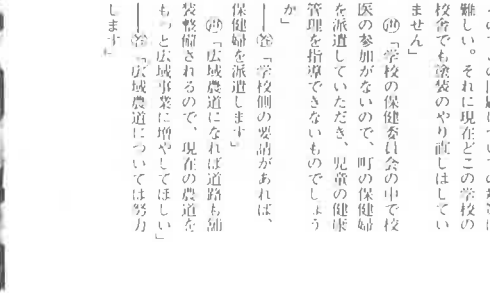 難しい。それに現在どこの学校の
校舎でも塗装のやり直しはしてい
ません」
㊄「学校の保健委員会の中で校
医の参加がないので、町の保健婦
を派遣していただき、児童の健康
管理を指導できないものでしょう
か」
――㊎「学校側の要請があれば、
保健婦を派遣します」
「広域農道になれば道路も舗
装整備されるので、現在の農道を
もっと広域事業に増やしてほしい」
――「広域農道については努力
します」